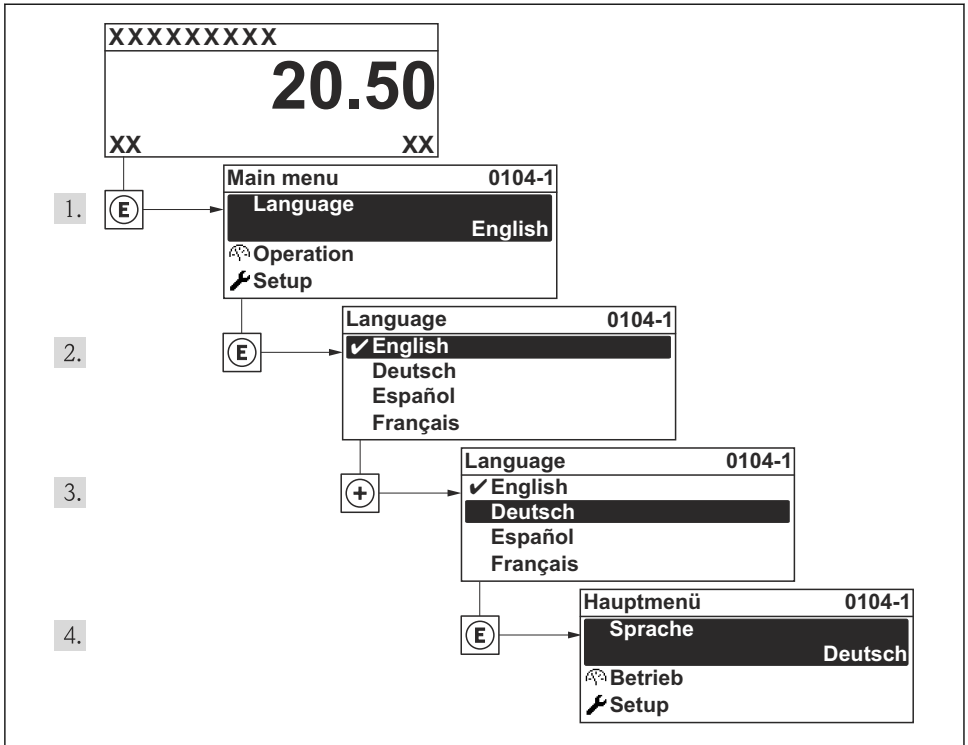 XXXXXXXXX
20.50
XX XX
1.
E
Main menu 0104-1
Language
English
Operation
Setup
2.
E
Language 0104-1
✔English
Deutsch
Español
Français
3.
+
Language 0104-1
✔English
Deutsch
Español
Français
4.
E
Hauptmenü 0104-1
Sprache
Deutsch
Betrieb
Setup